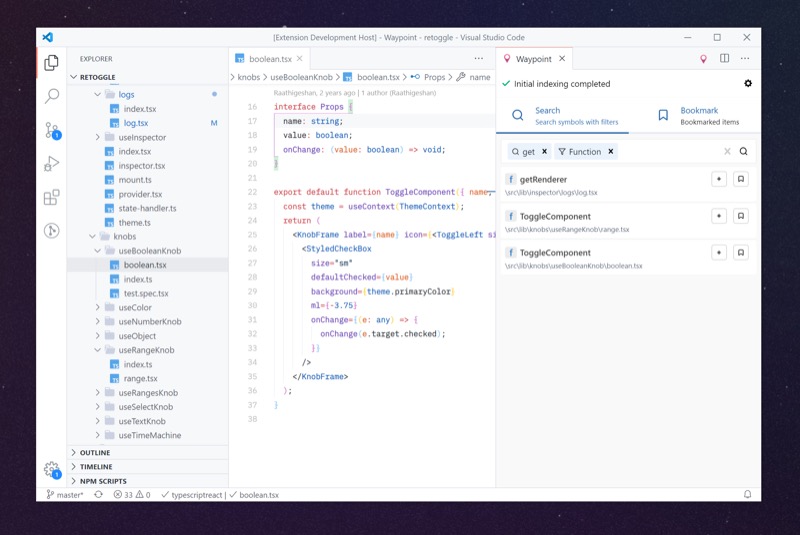 [Extension Development Host] - Waypoint - retoggle - Visual Studio Code
EXPLORER
RETOGGLE
logs
index.tsx
log.tsx M
useInspector
index.tsx
inspector.tsx
mount.ts
provider.tsx
state-handler.ts
theme.ts
knobs
useBooleanKnob
boolean.tsx
index.ts
test.spec.tsx
useColor
useNumberKnob
useObject
useRangeKnob
index.ts
range.tsx
useRangesKnob
useSelectKnob
useTextKnob
useTimeMachine
OUTLINE
TIMELINE
NPM SCRIPTS
1
1
boolean.tsx
knobs > useBooleanKnob > boolean.tsx > Props > name
Raathigeshan, 2 years ago | 1 author (Raathigeshan)
16 interface Props {
17 name: string;
18 value: boolean;
19 onChange: (value: boolean) => void;
20 }
21
22 export default function ToggleComponent({ name,
23 const theme = useContext(ThemeContext);
24 return (
25 <KnobFrame label={name} icon={<ToggleLeft si
26 <StyledCheckBox
27 size="sm"
28 defaultChecked={value}
29 background={theme.primaryColor}
30 ml={-3.75}
31 onChange={(e: any) => {
32 onChange(e.target.checked);
33 }}
34 />
35 </KnobFrame>
36 );
37 }
38
Waypoint
Initial indexing completed
Search
Search symbols with filters
Bookmark
Bookmarked items
get
Function
f getRenderer
\src\lib\inspector\logs\log.tsx
f ToggleComponent
\src\lib\knobs\useRangeKnob\range.tsx
f ToggleComponent
\src\lib\knobs\useBooleanKnob\boolean.tsx
master* 33 0 typescriptreact | boolean.tsx